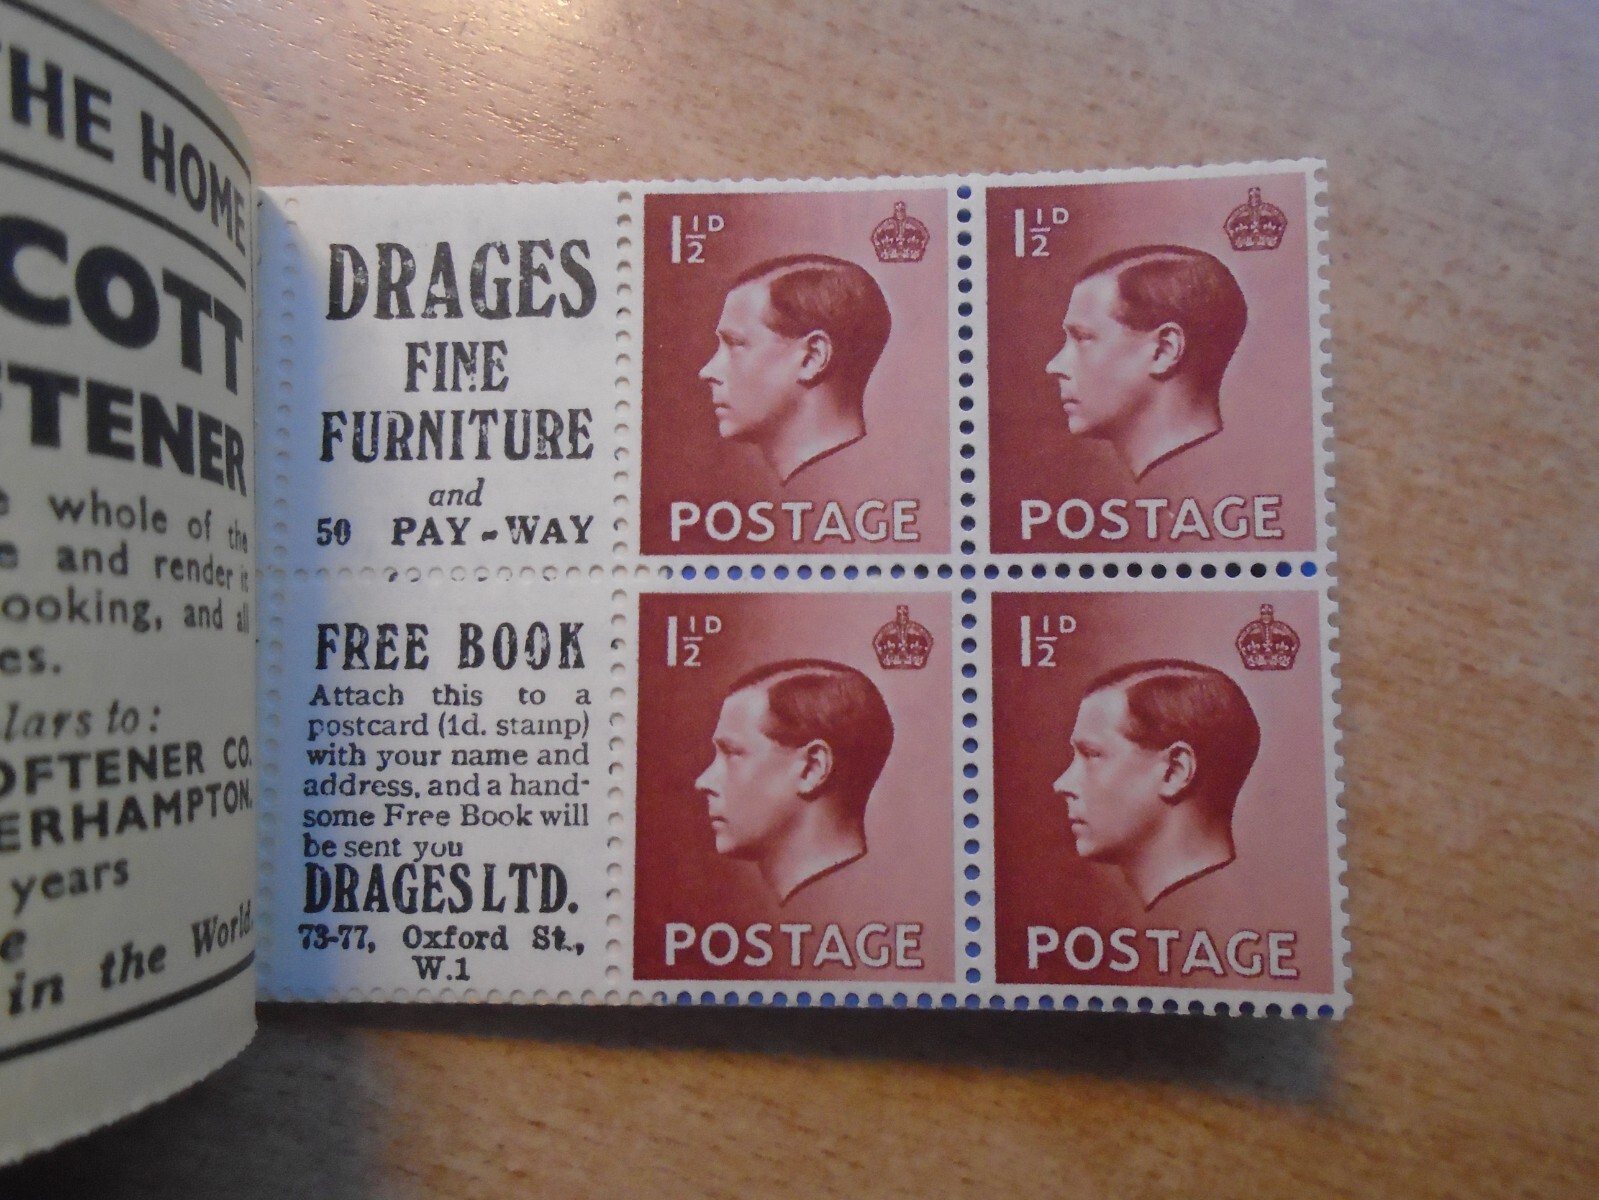 THE HOME
COTT
FTENER
whole of the
and render it
ooking, and all
es.
lars to:
OFTENER CO.
ERHAMPTON.
years
e
in the World.
DRAGES
FINE
FURNITURE
and
50 PAY-WAY
FREE BOOK
Attach this to a
postcard (1d. stamp)
with your name and
address, and a hand-
some Free Book will
be sent you
DRAGES LTD.
73-77, Oxford St.,
W.1
1½D
POSTAGE
1½D
POSTAGE
1½D
POSTAGE
1½D
POSTAGE